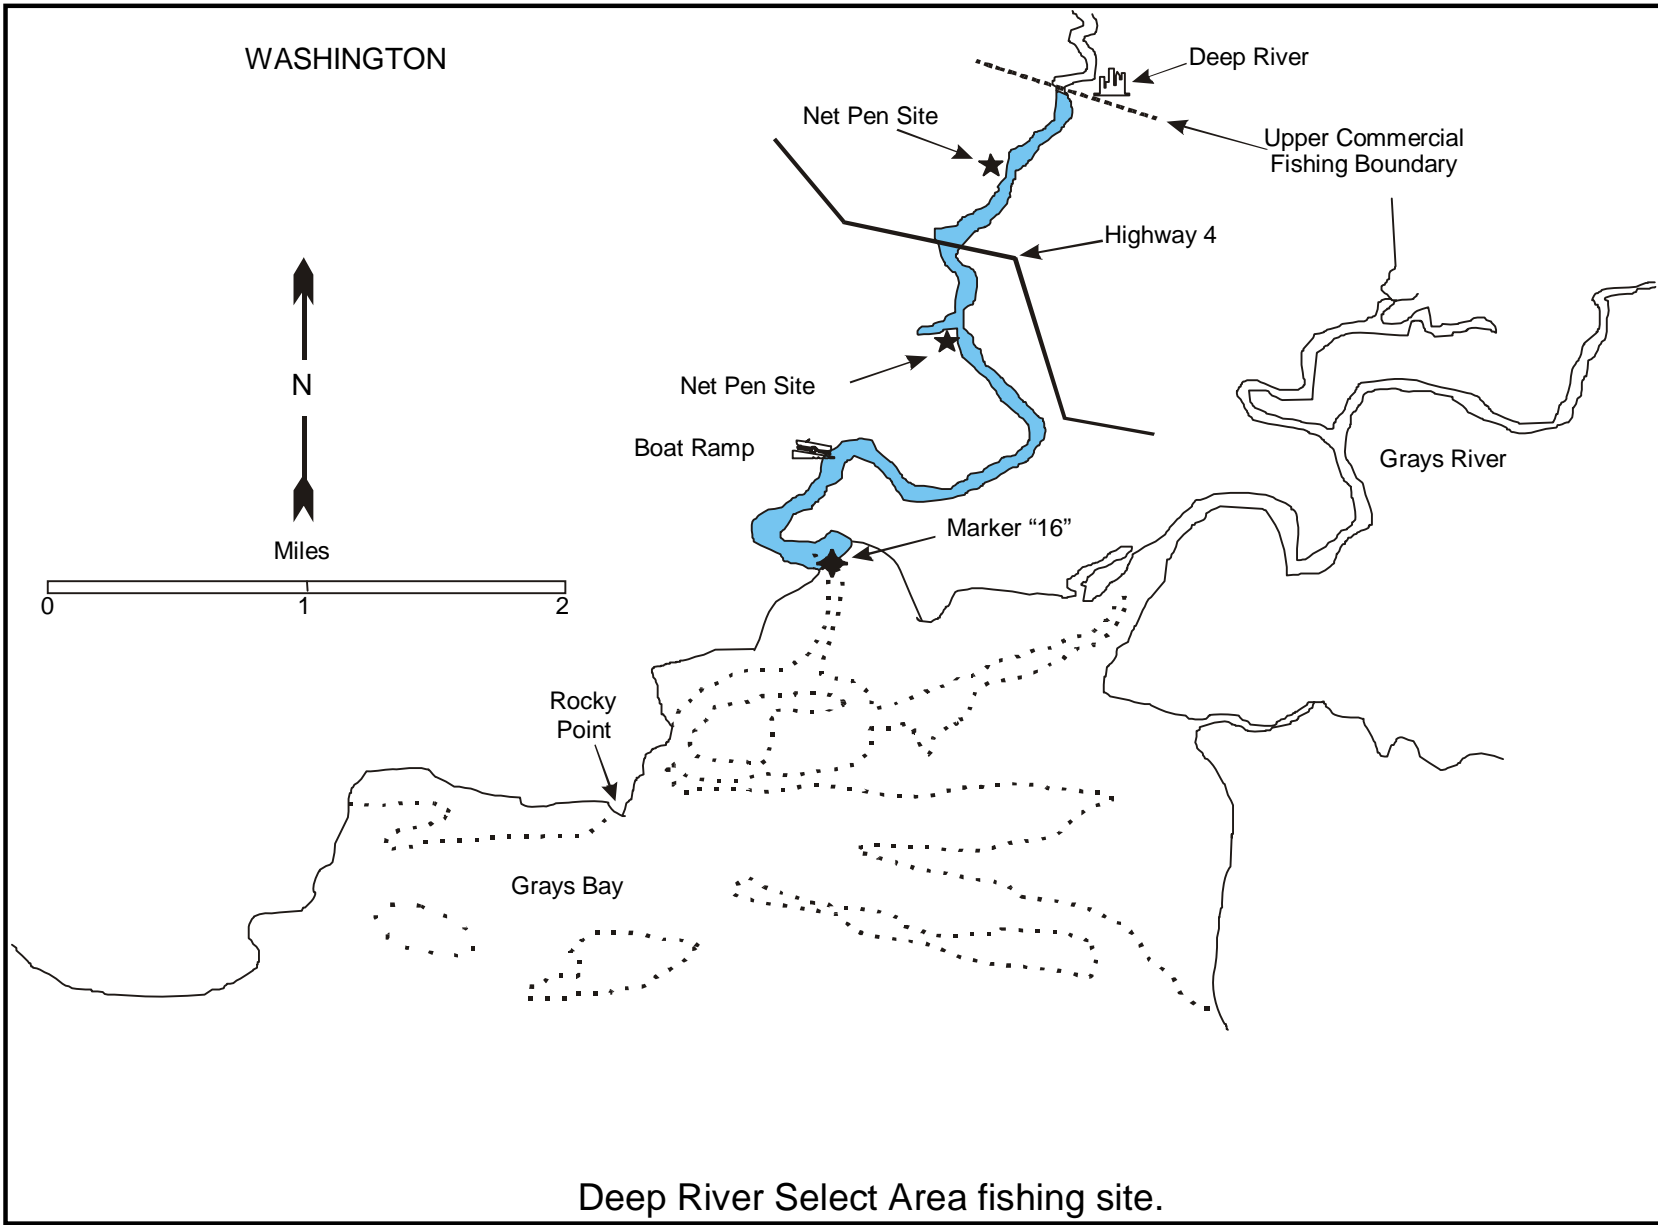 WASHINGTON
Deep River
Net Pen Site
Upper Commercial
Fishing Boundary
Highway 4
N
Net Pen Site
Boat Ramp
Grays River
Marker “16”
Miles
0 1 2
Rocky
Point
Grays Bay
Deep River Select Area fishing site.